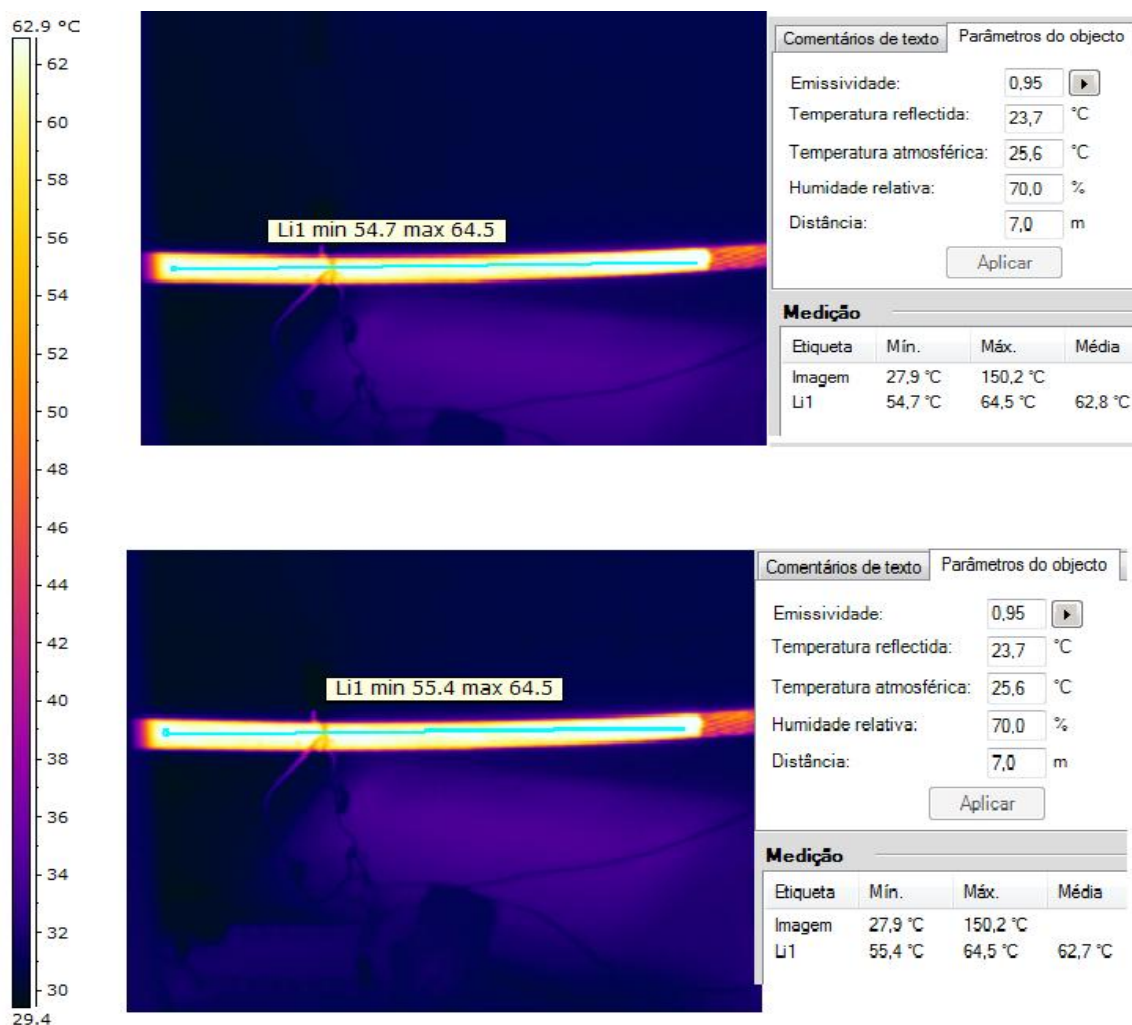 62.9 °C
62
60
58
56
54
52
50
48
46
44
42
40
38
36
34
32
30
29.4
Li1 min 54.7 max 64.5
Comentários de texto Parâmetros do objecto
Emissividade: 0,95
Temperatura reflectida: 23,7 °C
Temperatura atmosférica: 25,6 °C
Humidade relativa: 70,0 %
Distância: 7,0 m
Aplicar
Medição
Etiqueta Mín. Máx. Média
Imagem 27,9 °C 150,2 °C
Li1 54,7 °C 64,5 °C 62,8 °C
Li1 min 55.4 max 64.5
Comentários de texto Parâmetros do objecto
Emissividade: 0,95
Temperatura reflectida: 23,7 °C
Temperatura atmosférica: 25,6 °C
Humidade relativa: 70,0 %
Distância: 7,0 m
Aplicar
Medição
Etiqueta Mín. Máx. Média
Imagem 27,9 °C 150,2 °C
Li1 55,4 °C 64,5 °C 62,7 °C